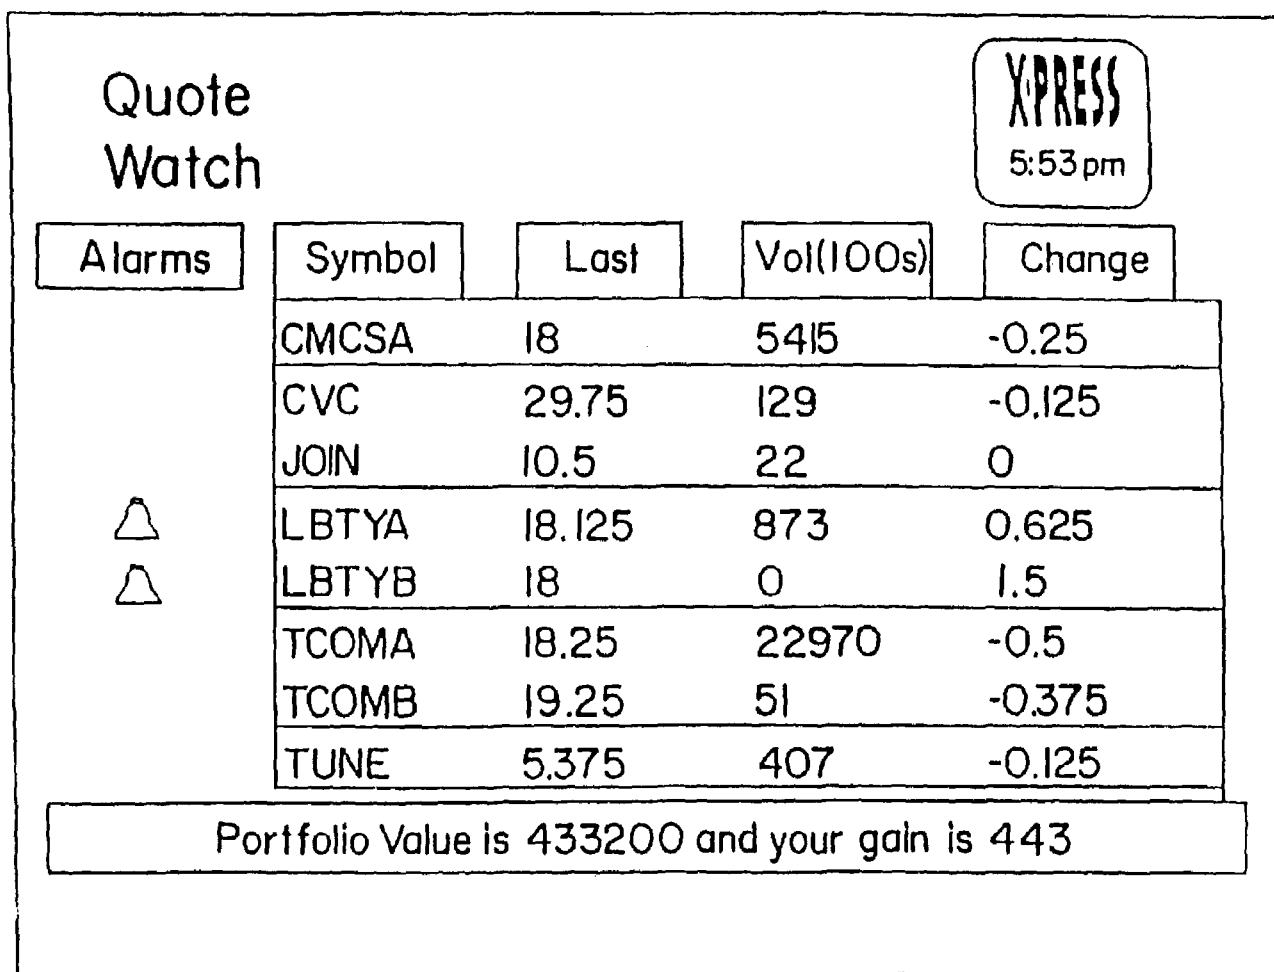 Quote
Watch
X·PRESS
5:53pm
Alarms Symbol Last Vol(100s) Change
CMCSA 18 5415 -0.25
CVC 29.75 129 -0.125
JOIN 10.5 22 0
LBTYA 18.125 873 0.625
LBTYB 18 0 1.5
TCOMA 18.25 22970 -0.5
TCOMB 19.25 51 -0.375
TUNE 5.375 407 -0.125
Portfolio Value is 433200 and your gain is 443